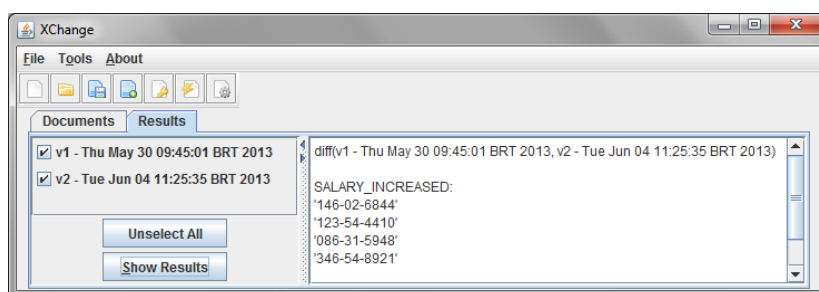 XChange
File Tools About
Documents Results
v1 - Thu May 30 09:45:01 BRT 2013
v2 - Tue Jun 04 11:25:35 BRT 2013
Unselect All
Show Results
diff(v1 - Thu May 30 09:45:01 BRT 2013, v2 - Tue Jun 04 11:25:35 BRT 2013)
SALARY_INCREASED:
'146-02-6844'
'123-54-4410'
'086-31-5948'
'346-54-8921'